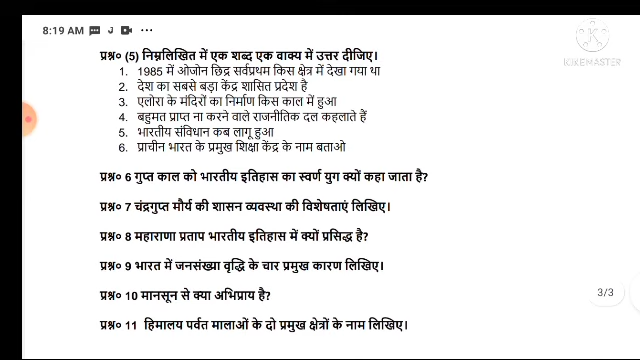 8:19 AM J ...
KINEMASTER
प्रश्न० (5) निम्नलिखित में एक शब्द एक वाक्य में उत्तर दीजिए।
1. 1985 में ओजोन छिद्र सर्वप्रथम किस क्षेत्र में देखा गया था
2. देश का सबसे बड़ा केंद्र शासित प्रदेश है
3. एलोरा के मंदिरों का निर्माण किस काल में हुआ
4. बहुमत प्राप्त ना करने वाले राजनीतिक दल कहलाते हैं
5. भारतीय संविधान कब लागू हुआ
6. प्राचीन भारत के प्रमुख शिक्षा केंद्र के नाम बताओ
प्रश्न० 6 गुप्त काल को भारतीय इतिहास का स्वर्ण युग क्यों कहा जाता है?
प्रश्न० 7 चंद्रगुप्त मौर्य की शासन व्यवस्था की विशेषताएं लिखिए।
प्रश्न० 8 महाराणा प्रताप भारतीय इतिहास में क्यों प्रसिद्ध है?
प्रश्न० 9 भारत में जनसंख्या वृद्धि के चार प्रमुख कारण लिखिए।
प्रश्न० 10 मानसून से क्या अभिप्राय है?
3/3
प्रश्न० 11 हिमालय पर्वत मालाओं के दो प्रमुख क्षेत्रों के नाम लिखिए।